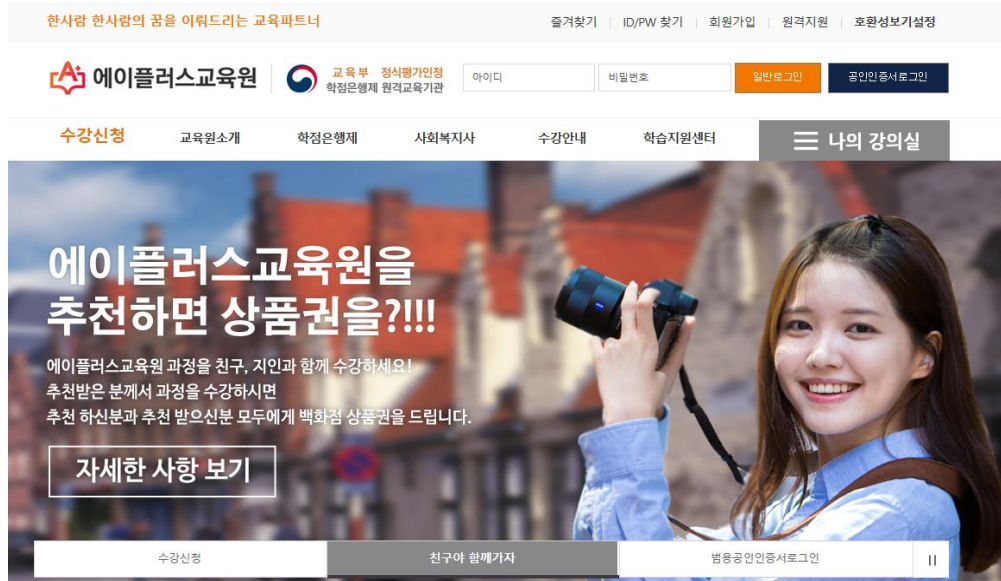 한사람 한사람의 꿈을 이뤄드리는 교육파트너
즐겨찾기 | ID/PW 찾기 | 회원가입 | 원격지원 | 호환성보기설정
A+ 에이플러스교육원
교육부 정식평가인정
학점은행제 원격교육기관
아이디
비밀번호
일반로그인
공인인증서로그인
수강신청 교육원소개 학점은행제 사회복지사 수강안내 학습지원센터 나의 강의실
에이플러스교육원을
추천하면 상품권을?!!!
에이플러스교육원 과정을 친구, 지인과 함께 수강하세요!
추천받은 분께서 과정을 수강하시면
추천 하신분과 추천 받으신분 모두에게 백화점 상품권을 드립니다.
자세한 사항 보기
수강신청 친구야 함께가자 범용공인인증서로그인